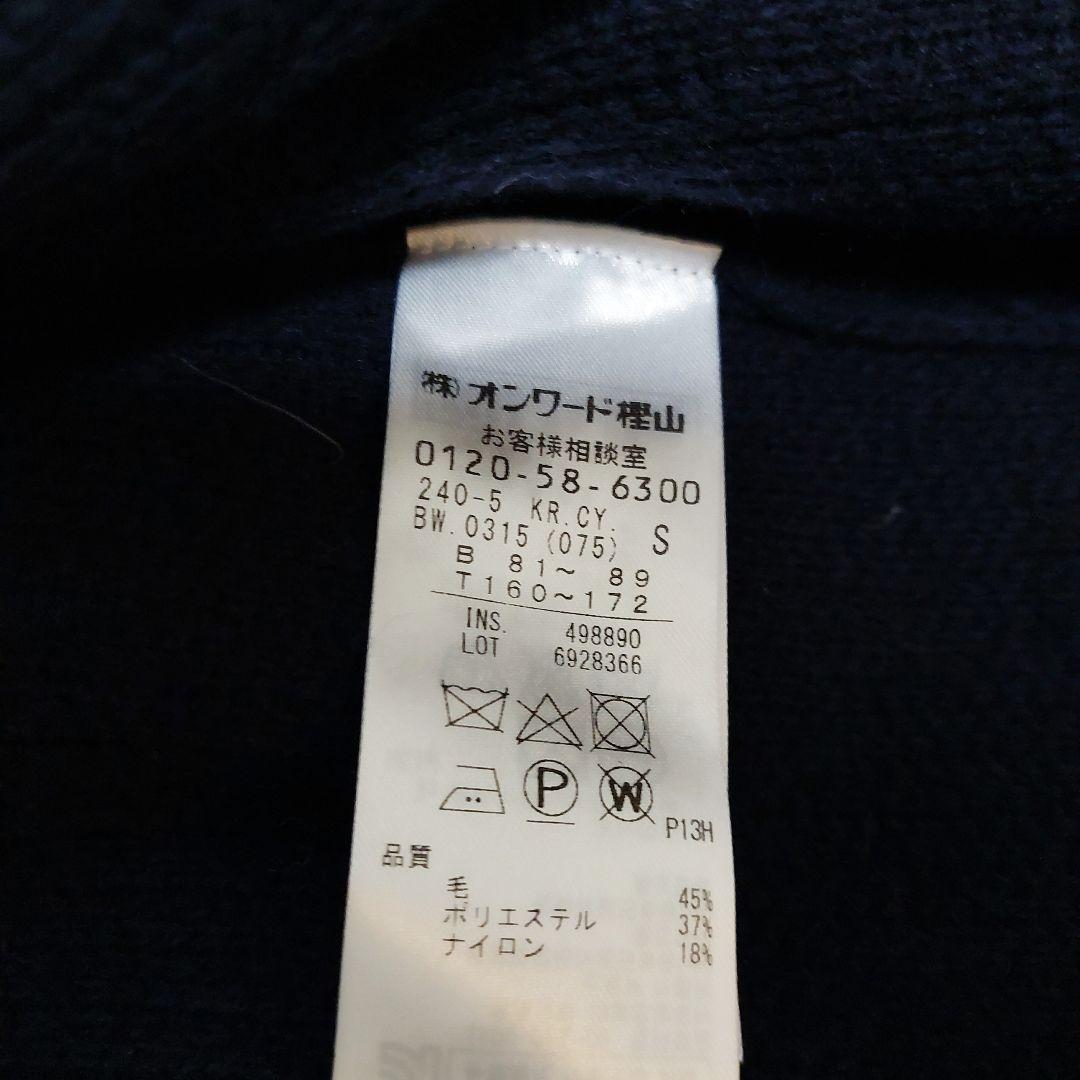 (株)オンワード樫山
お客様相談室
0120-58-6300
240-5 KR.CY. S
BW.0315 (075)
B 81～ 89
T160～172
INS. 498890
LOT 6928366
P W
P13H
品質
毛 45%
ポリエステル 37%
ナイロン 18%